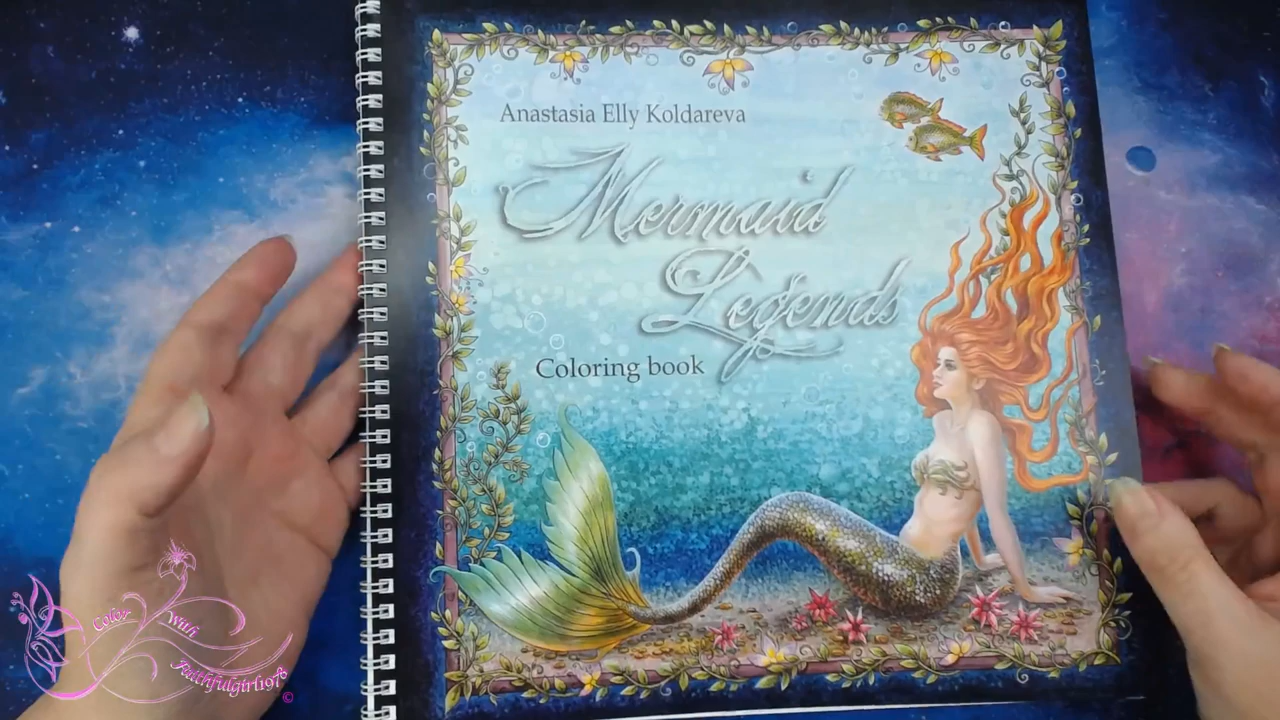 Anastasia Elly Koldareva
Mermaid
Legends
Coloring book
Color With
Faithfulgirl1978
©